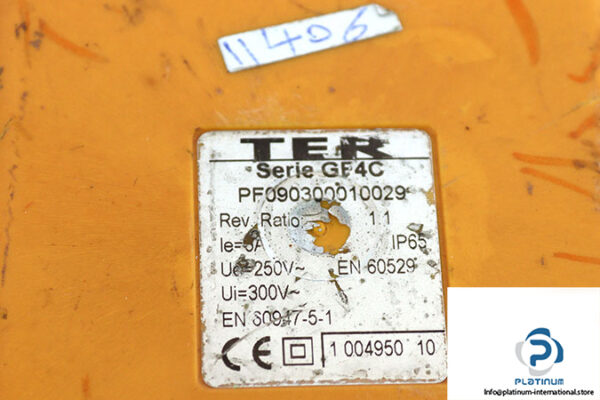 11406
TER
Serie GF4C
PF090300010029
Rev. Ratio 1:1
Ie=3A IP65
Ue=250V~ EN 60529
Ui=300V~
EN 60947-5-1
CE 1 004950 10
PLATINUM
Info@platinum-international.store